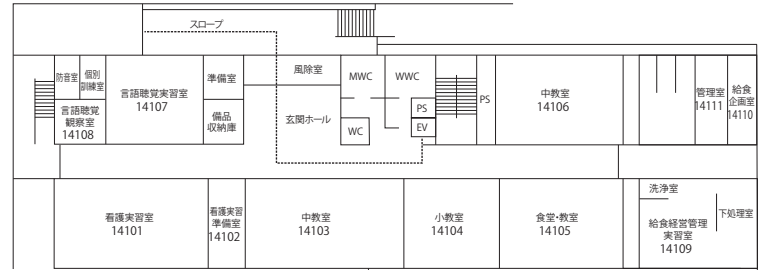 スロープ
防音室
個別
訓練室
言語聴覚実習室
14107
言語聴覚
観察室
14108
準備室
備品
収納庫
風除室
玄関ホール
MWC
WWC
WC
PS
EV
PS
中教室
14106
管理室
14111
給食
企画室
14110
看護実習室
14101
看護実習
準備室
14102
中教室
14103
小教室
14104
食堂・教室
14105
洗浄室
下処理室
給食経営管理
実習室
14109